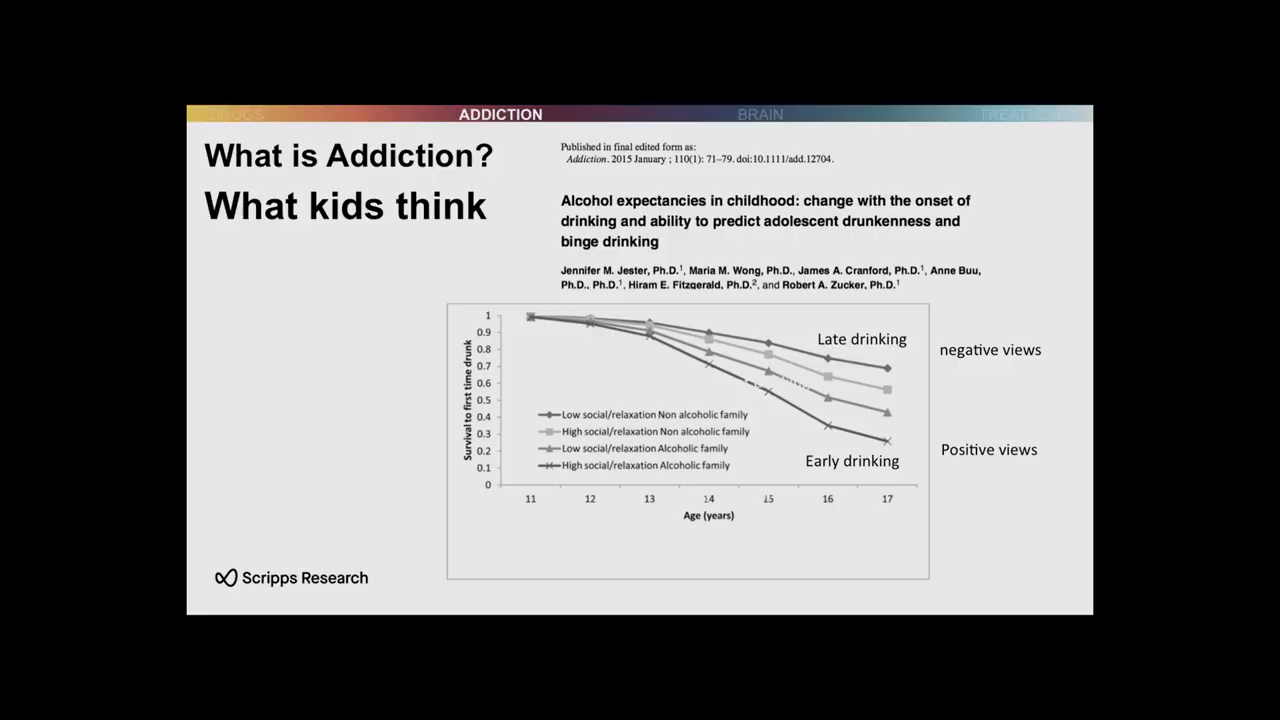 DRUGS
ADDICTION
BRAIN
TREATMENT
What is Addiction?
What kids think
Published in final edited form as:
Addiction. 2015 January ; 110(1): 71–79. doi:10.1111/add.12704.
Alcohol expectancies in childhood: change with the onset of
drinking and ability to predict adolescent drunkenness and
binge drinking
Jennifer M. Jester, Ph.D.1, Maria M. Wong, Ph.D., James A. Cranford, Ph.D.1, Anne Buu,
Ph.D., Ph.D.1, Hiram E. Fitzgerald, Ph.D.2, and Robert A. Zucker, Ph.D.1
Survival to first time drunk
1
0.9
0.8
0.7
0.6
0.5
0.4
0.3
0.2
0.1
0
Late drinking
negative views
Low social/relaxation Non alcoholic family
High social/relaxation Non alcoholic family
Low social/relaxation Alcoholic family
High social/relaxation Alcoholic family
Positive views
Early drinking
11 12 13 14 15 16 17
Age (years)
Scripps Research